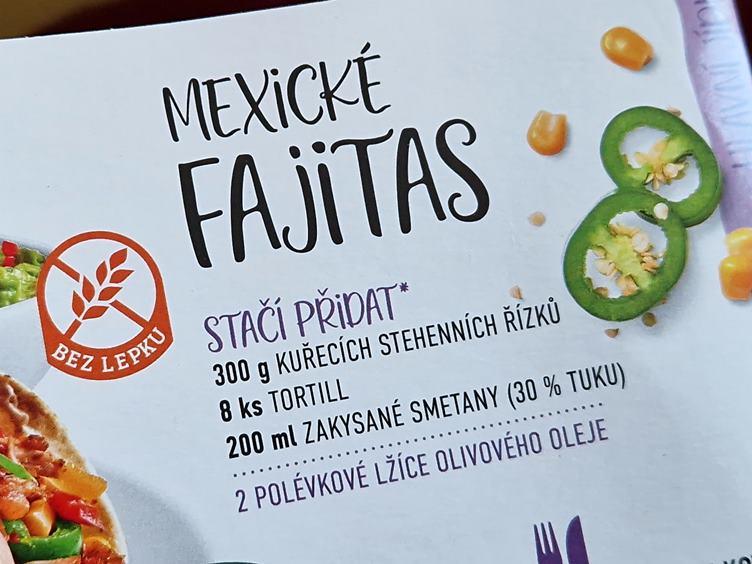 MEXiCKÉ
FAJiTAS
STAČÍ PŘiDAT*
300 g KUŘECÍCH STEHENNÍCH ŘÍZKŮ
8 ks TORTILL
200 ml ZAKYSANÉ SMETANY (30 % TUKU)
2 POLÉVKOVÉ LŽÍCE OLIVOVÉHO OLEJE
BEZ LEPKU